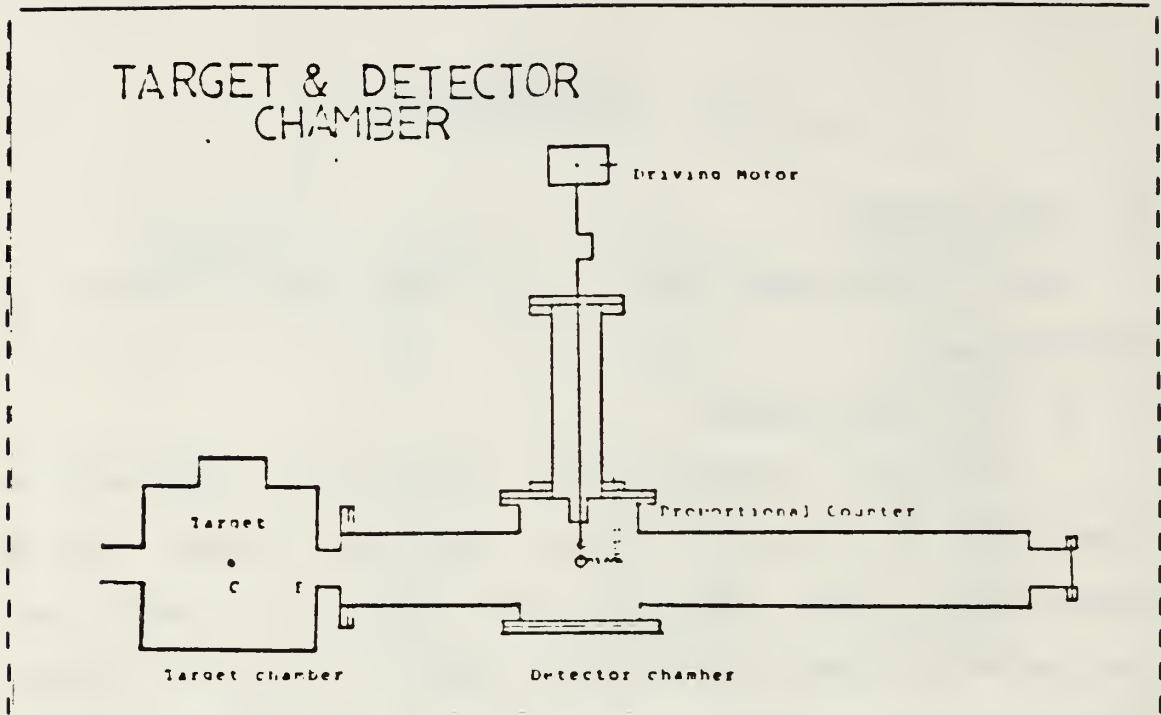 TARGET & DETECTOR
CHAMBER
Driving Motor
Target
Proportional Counter
C E
Target chamber
Detector chamber